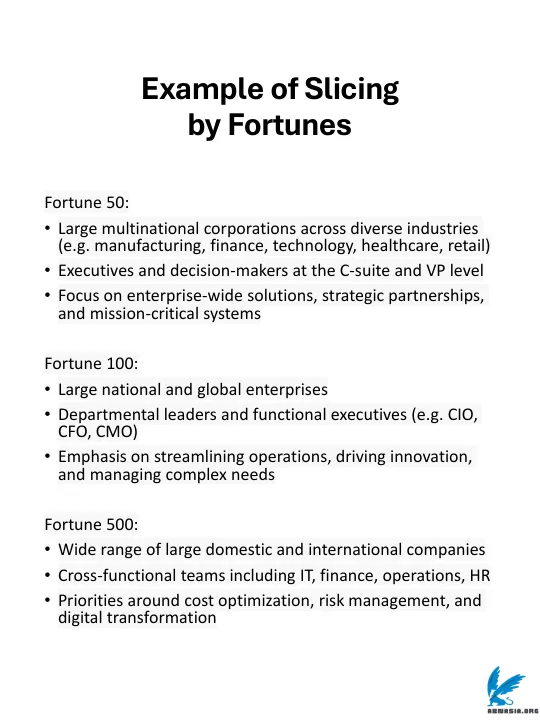 Example of Slicing
by Fortunes
Fortune 50:
• Large multinational corporations across diverse industries
(e.g. manufacturing, finance, technology, healthcare, retail)
• Executives and decision-makers at the C-suite and VP level
• Focus on enterprise-wide solutions, strategic partnerships,
and mission-critical systems
Fortune 100:
• Large national and global enterprises
• Departmental leaders and functional executives (e.g. CIO,
CFO, CMO)
• Emphasis on streamlining operations, driving innovation,
and managing complex needs
Fortune 500:
• Wide range of large domestic and international companies
• Cross-functional teams including IT, finance, operations, HR
• Priorities around cost optimization, risk management, and
digital transformation
ABMASIA.ORG